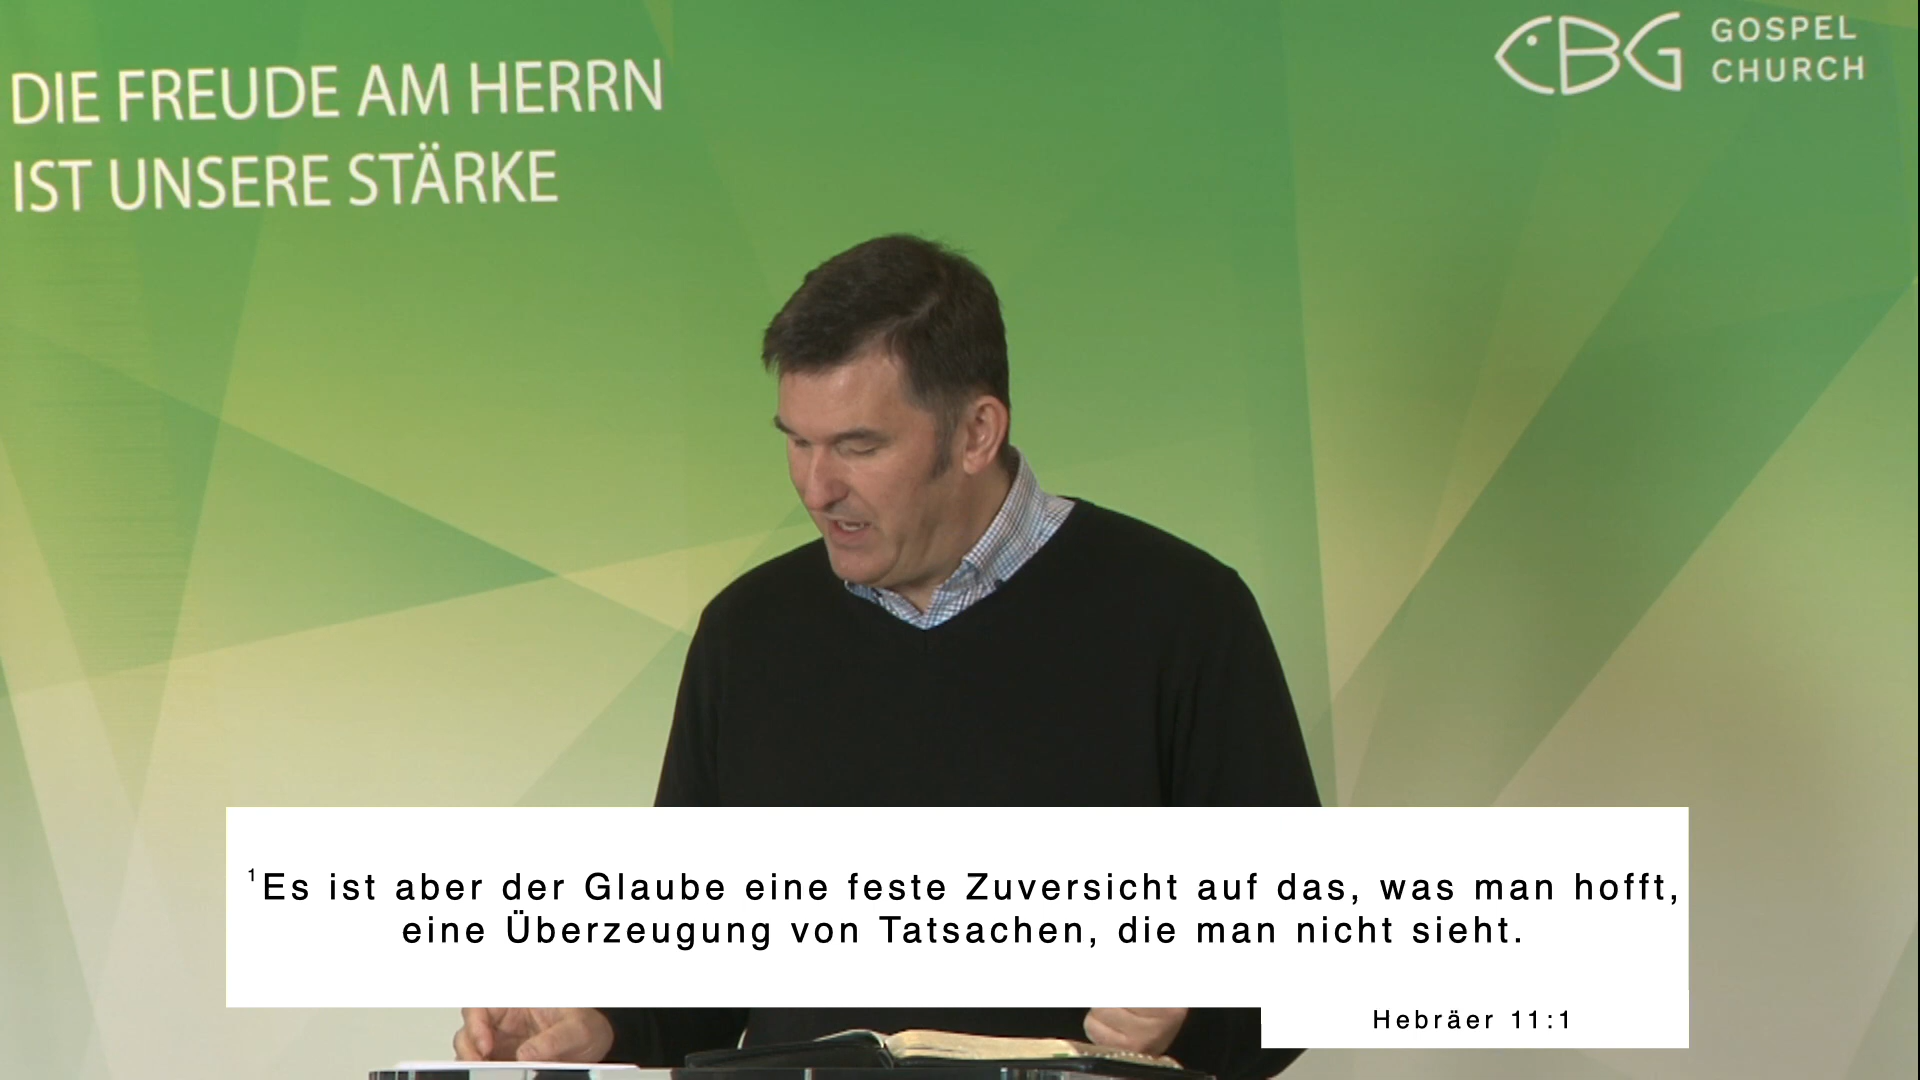 DIE FREUDE AM HERRN
IST UNSERE STÄRKE
CBG GOSPEL
CHURCH
¹Es ist aber der Glaube eine feste Zuversicht auf das, was man hofft,
eine Überzeugung von Tatsachen, die man nicht sieht.
Hebräer 11:1